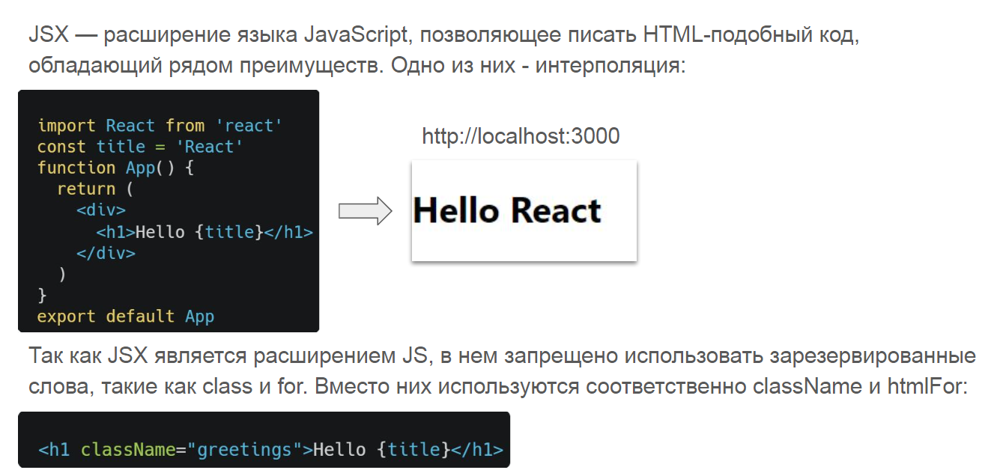 JSX — расширение языка JavaScript, позволяющее писать HTML-подобный код,
обладающий рядом преимуществ. Одно из них - интерполяция:
import React from 'react'
const title = 'React'
function App() {
  return (
    <div>
      <h1>Hello {title}</h1>
    </div>
  )
}
export default App
http://localhost:3000
Hello React
Так как JSX является расширением JS, в нем запрещено использовать зарезервированные
слова, такие как class и for. Вместо них используются соответственно className и htmlFor:
<h1 className="greetings">Hello {title}</h1>